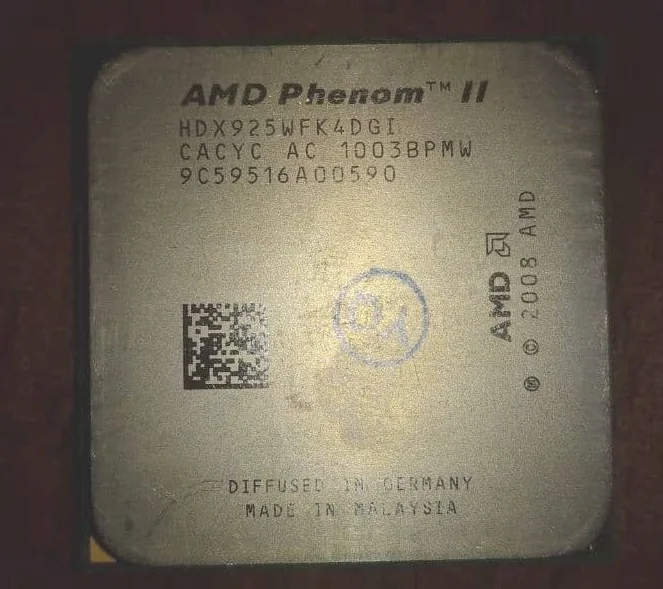 AMD Phenom™ II
HDX925WFK4DGI
CACYC AC 1003BPMW
9C59516A00590
AMD
® © 2008 AMD
DIFFUSED IN GERMANY
MADE IN MALAYSIA